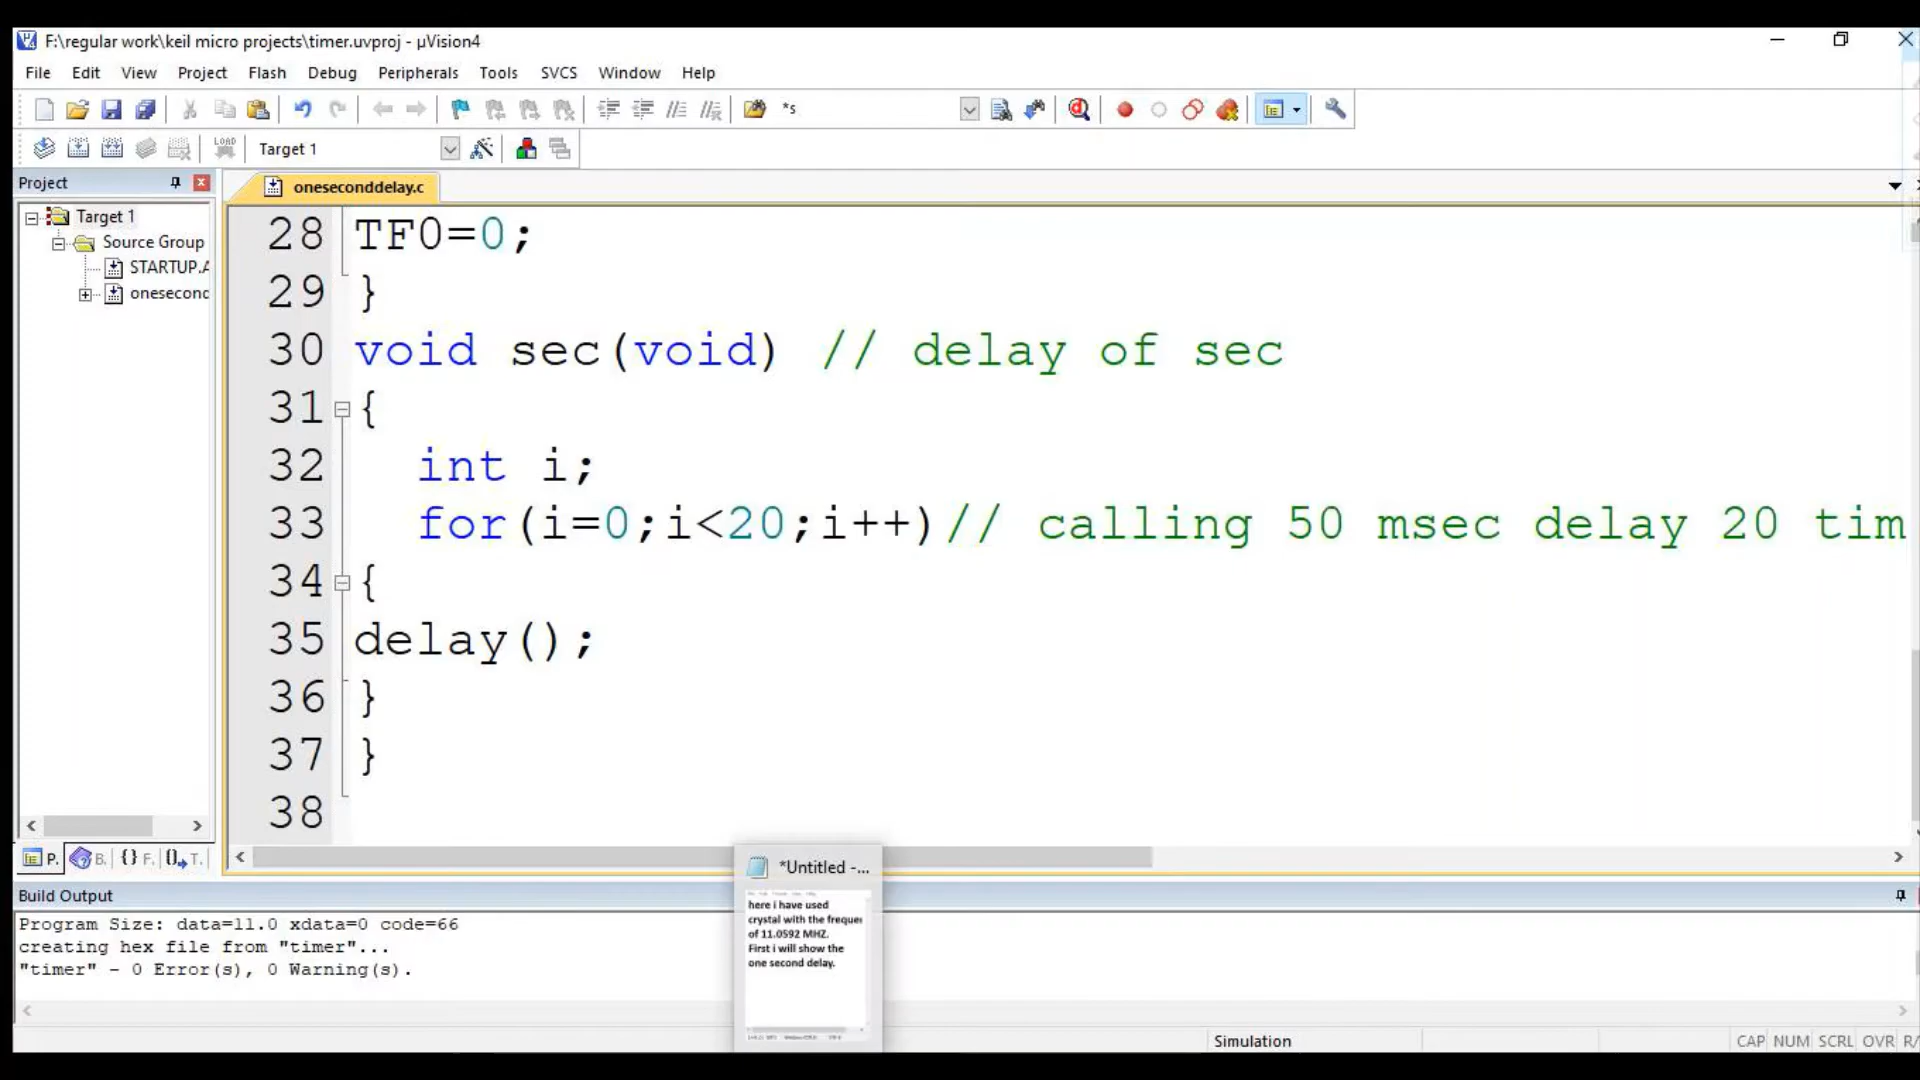 F:\regular work\keil micro projects\timer.uvproj - µVision4
File Edit View Project Flash Debug Peripherals Tools SVCS Window Help
*s
LOAD Target 1
Project
oneseconddelay.c
Target 1
Source Group
STARTUP.A
onesecond
28 TF0=0;
29 }
30 void sec(void) // delay of sec
31 {
32 int i;
33 for(i=0;i<20;i++)// calling 50 msec delay 20 tim
34 {
35 delay();
36 }
37 }
38
P. B. {} F. T.
*Untitled -...
here i have used
crystal with the freque
of 11.0592 MHZ.
First i will show the
one second delay.
Build Output
Program Size: data=11.0 xdata=0 code=66
creating hex file from "timer"...
"timer" - 0 Error(s), 0 Warning(s).
Simulation
CAP NUM SCRL OVR R/